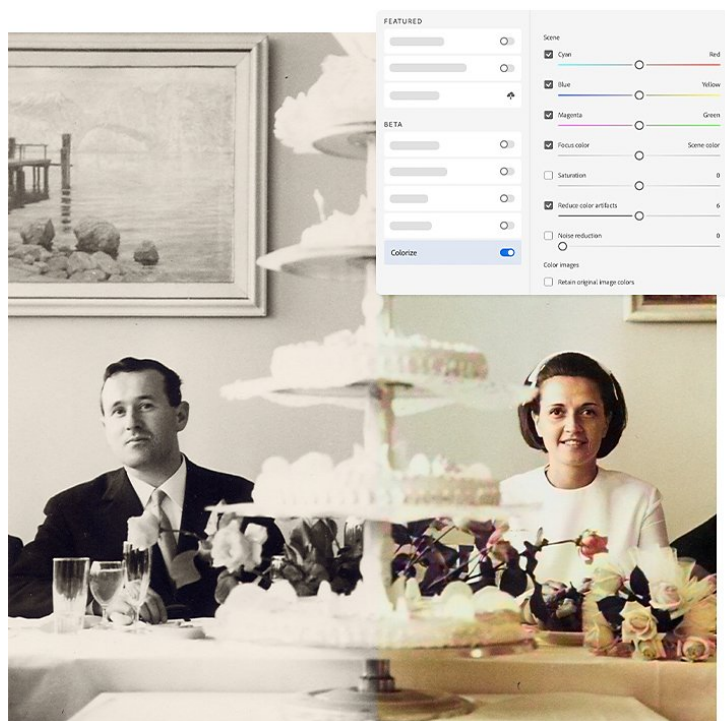 FEATURED
BETA
Colorize
Scene
Cyan Red
Blue Yellow
Magenta Green
Focus color Scene color
Saturation 0
Reduce color artifacts 6
Noise reduction 0
Color images
Retain original image colors